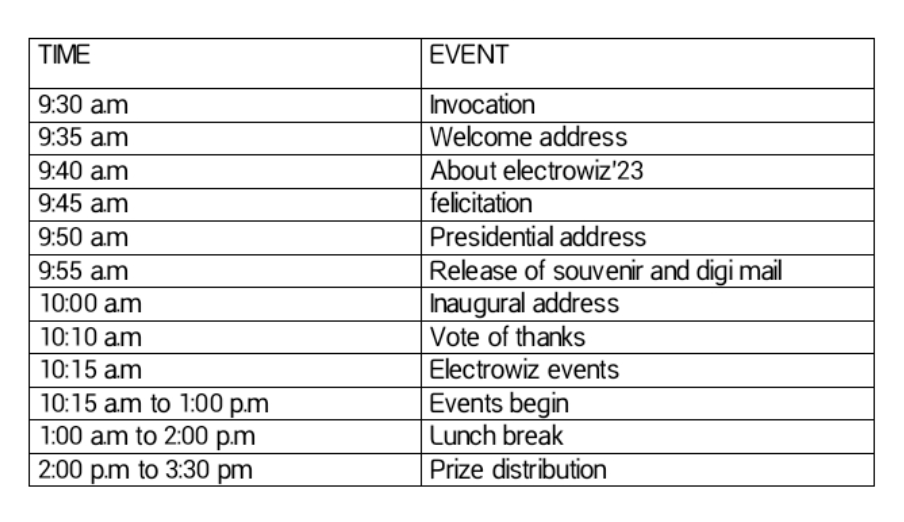 TIME EVENT
9:30 a.m Invocation
9:35 a.m Welcome address
9:40 a.m About electrowiz'23
9:45 a.m felicitation
9:50 a.m Presidential address
9:55 a.m Release of souvenir and digi mail
10:00 a.m Inaugural address
10:10 a.m Vote of thanks
10:15 a.m Electrowiz events
10:15 a.m to 1:00 p.m Events begin
1:00 a.m to 2:00 p.m Lunch break
2:00 p.m to 3:30 pm Prize distribution